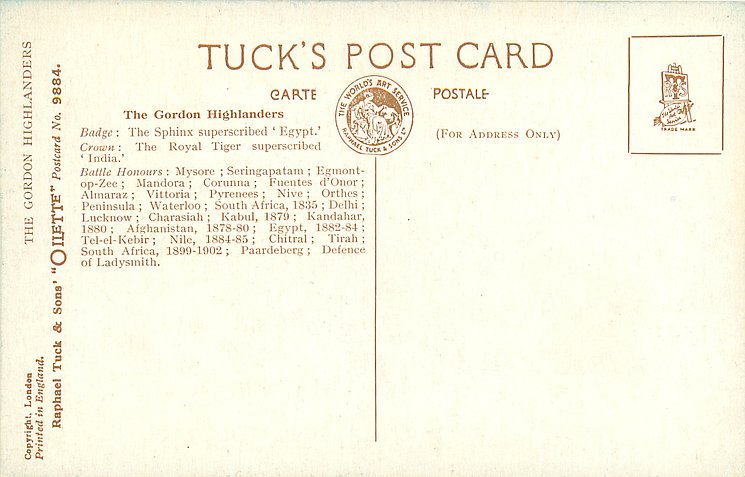 TUCK'S POST CARD
CARTE POSTALE
THE WORLD'S ART SERVICE
RAPHAEL TUCK & SONS LD
(FOR ADDRESS ONLY)
TRADE MARK
The Gordon Highlanders
Badge : The Sphinx superscribed ' Egypt.'
Crown : The Royal Tiger superscribed
' India.'
Battle Honours : Mysore ; Seringapatam ; Egmont-
op-Zee ; Mandora ; Corunna ; Fuentes d'Onor ;
Almaraz ; Vittoria ; Pyrenees ; Nive ; Orthes ;
Peninsula ; Waterloo ; South Africa, 1835 ; Delhi ;
Lucknow ; Charasiah ; Kabul, 1879 ; Kandahar,
1880 ; Afghanistan, 1878-80 ; Egypt, 1882-84 ;
Tel-el-Kebir ; Nile, 1884-85 ; Chitral ; Tirah ;
South Africa, 1899-1902 ; Paardeberg ; Defence
of Ladysmith.
THE GORDON HIGHLANDERS
Raphael Tuck & Sons' "OILETTE" Postcard No. 9884.
Copyright, London
Printed in England.